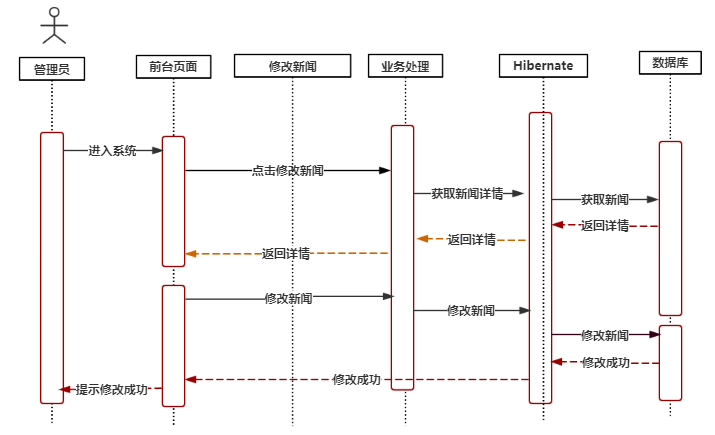 管理员
前台页面
修改新闻
业务处理
Hibernate
数据库
进入系统
点击修改新闻
获取新闻详情
获取新闻
返回详情
返回详情
返回详情
修改新闻
修改新闻
修改新闻
修改成功
修改成功
提示修改成功